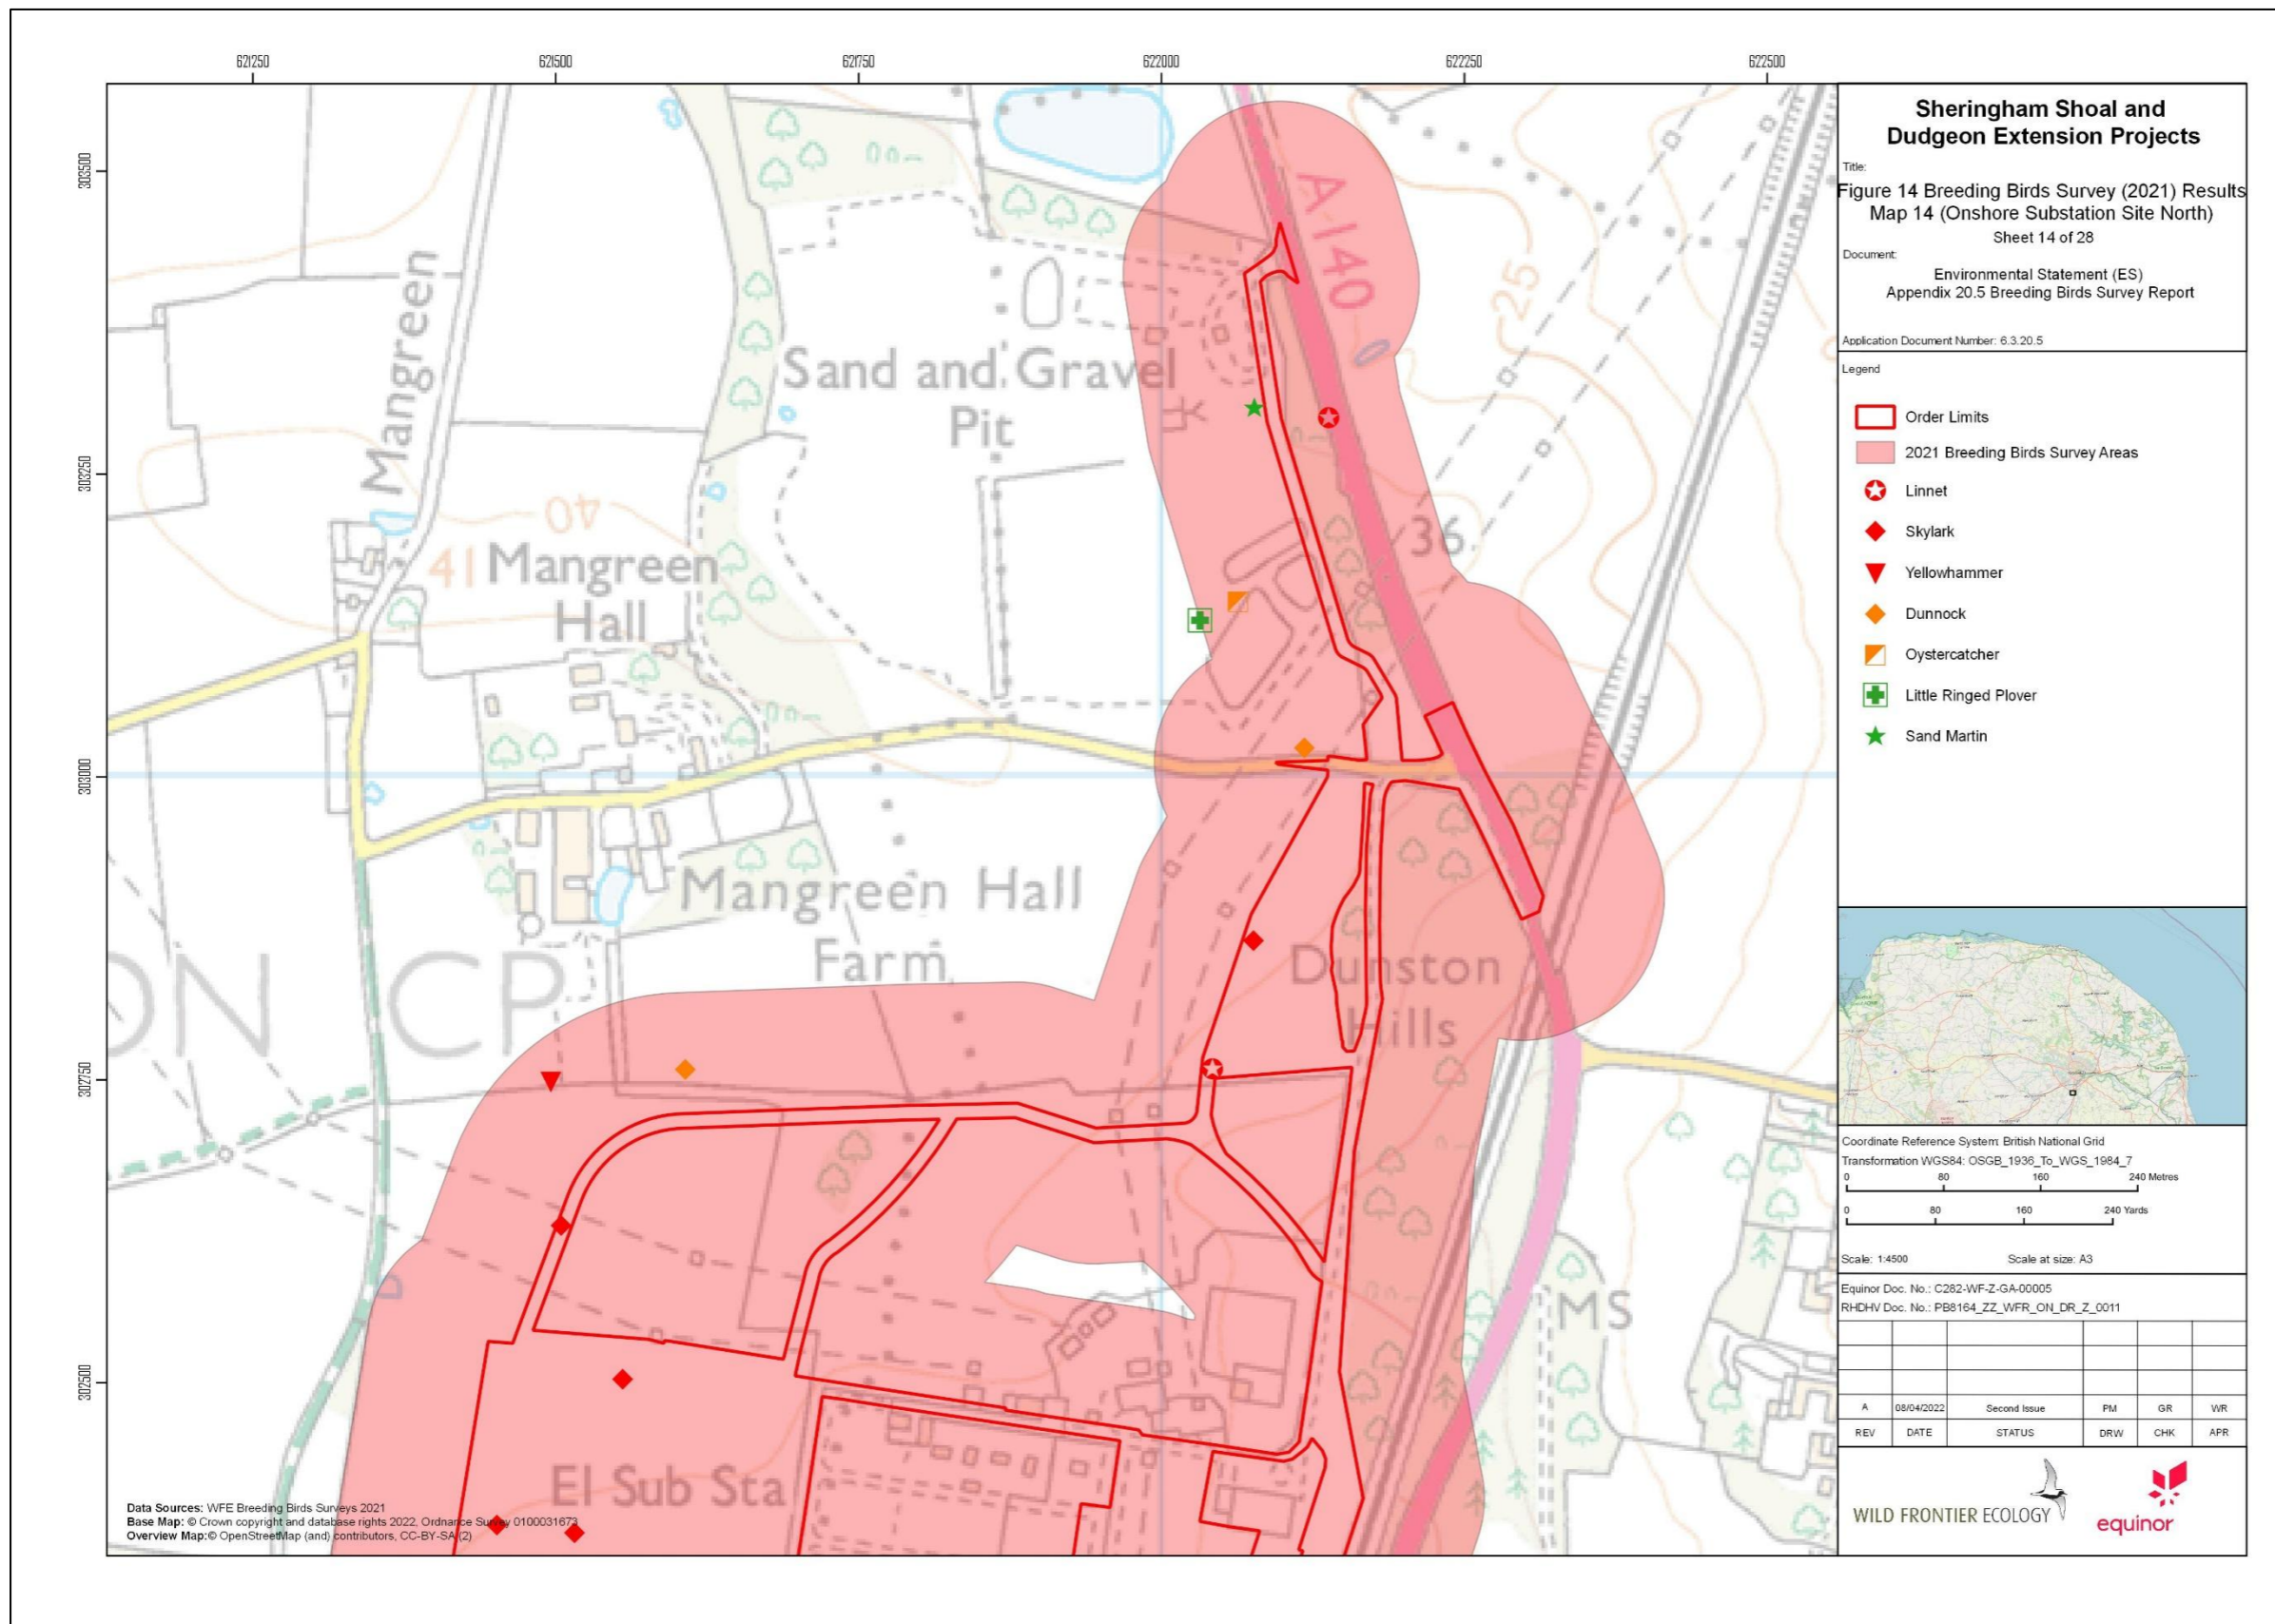 621250
621500
621750
622000
622250
622500
303500
303250
303000
302750
302500
Mangreen
Sand and Gravel
Pit
A 140
25
40
41
Mangreen
Hall
36
Mangreen Hall
Farm
Dunston
Hills
ON CP
MS
El Sub Sta
Data Sources: WFE Breeding Birds Surveys 2021
Base Map: © Crown copyright and database rights 2022, Ordnance Survey 0100031673
Overview Map:© OpenStreetMap (and) contributors, CC-BY-SA (2)
Sheringham Shoal and
Dudgeon Extension Projects
Title:
Figure 14 Breeding Birds Survey (2021) Results
Map 14 (Onshore Substation Site North)
Sheet 14 of 28
Document:
Environmental Statement (ES)
Appendix 20.5 Breeding Birds Survey Report
Application Document Number: 6.3.20.5
Legend
Order Limits
2021 Breeding Birds Survey Areas
Linnet
Skylark
Yellowhammer
Dunnock
Oystercatcher
Little Ringed Plover
Sand Martin
Coordinate Reference System: British National Grid
Transformation WGS84: OSGB_1936_To_WGS_1984_7
0 80 160 240 Metres
0 80 160 240 Yards
Scale: 1:4500 Scale at size: A3
Equinor Doc. No.: C282-WF-Z-GA-00005
RHDHV Doc. No.: PB8164_ZZ_WFR_ON_DR_Z_0011
A 08/04/2022 Second Issue PM GR WR
REV DATE STATUS DRW CHK APR
WILD FRONTIER ECOLOGY
equinor